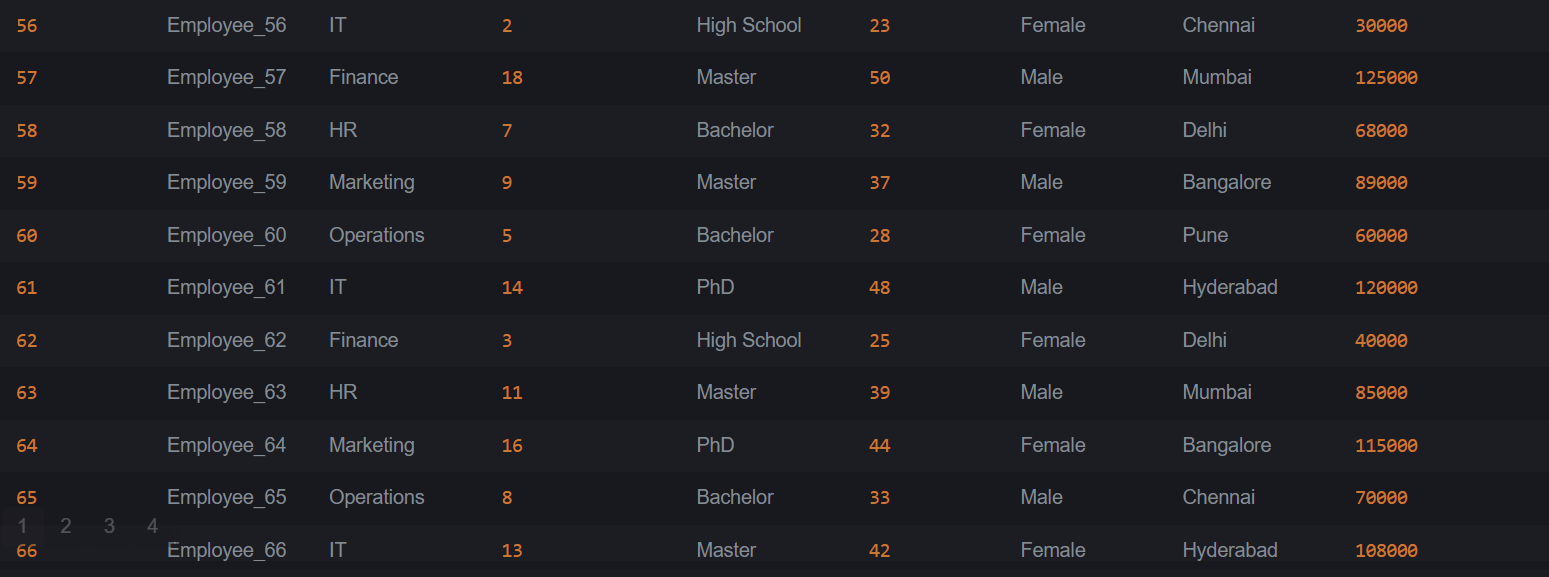 56 Employee_56 IT 2 High School 23 Female Chennai 30000
57 Employee_57 Finance 18 Master 50 Male Mumbai 125000
58 Employee_58 HR 7 Bachelor 32 Female Delhi 68000
59 Employee_59 Marketing 9 Master 37 Male Bangalore 89000
60 Employee_60 Operations 5 Bachelor 28 Female Pune 60000
61 Employee_61 IT 14 PhD 48 Male Hyderabad 120000
62 Employee_62 Finance 3 High School 25 Female Delhi 40000
63 Employee_63 HR 11 Master 39 Male Mumbai 85000
64 Employee_64 Marketing 16 PhD 44 Female Bangalore 115000
65 Employee_65 Operations 8 Bachelor 33 Male Chennai 70000
1 2 3 4
66 Employee_66 IT 13 Master 42 Female Hyderabad 108000